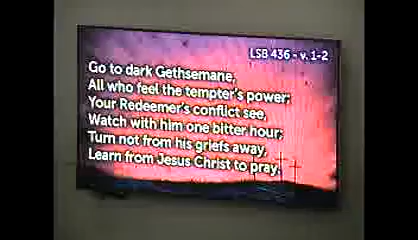 LSB 436 - v. 1-2
Go to dark Gethsemane,
All who feel the tempter's power;
Your Redeemer's conflict see,
Watch with him one bitter hour;
Turn not from his griefs away,
Learn from Jesus Christ to pray.